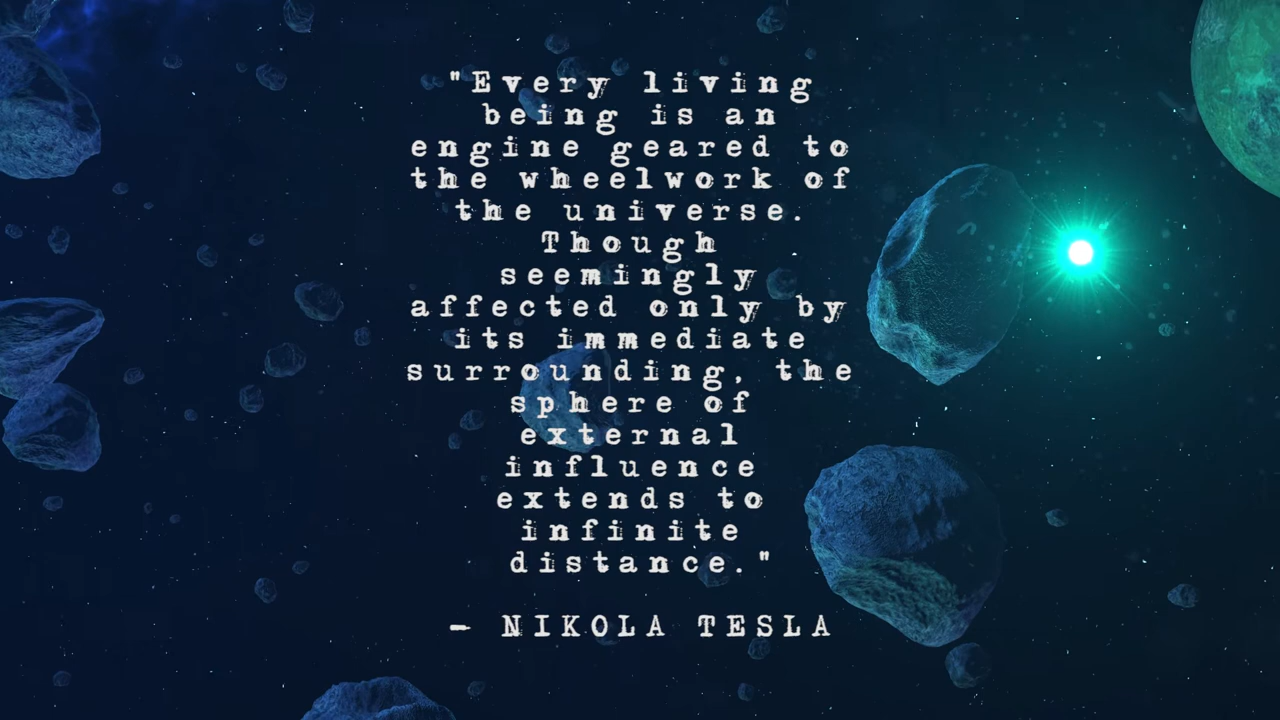 "Every living
being is an
engine geared to
the wheelwork of
the universe.
Though
seemingly
affected only by
its immediate
surrounding, the
sphere of
external
influence
extends to
infinite
distance."
- NIKOLA TESLA